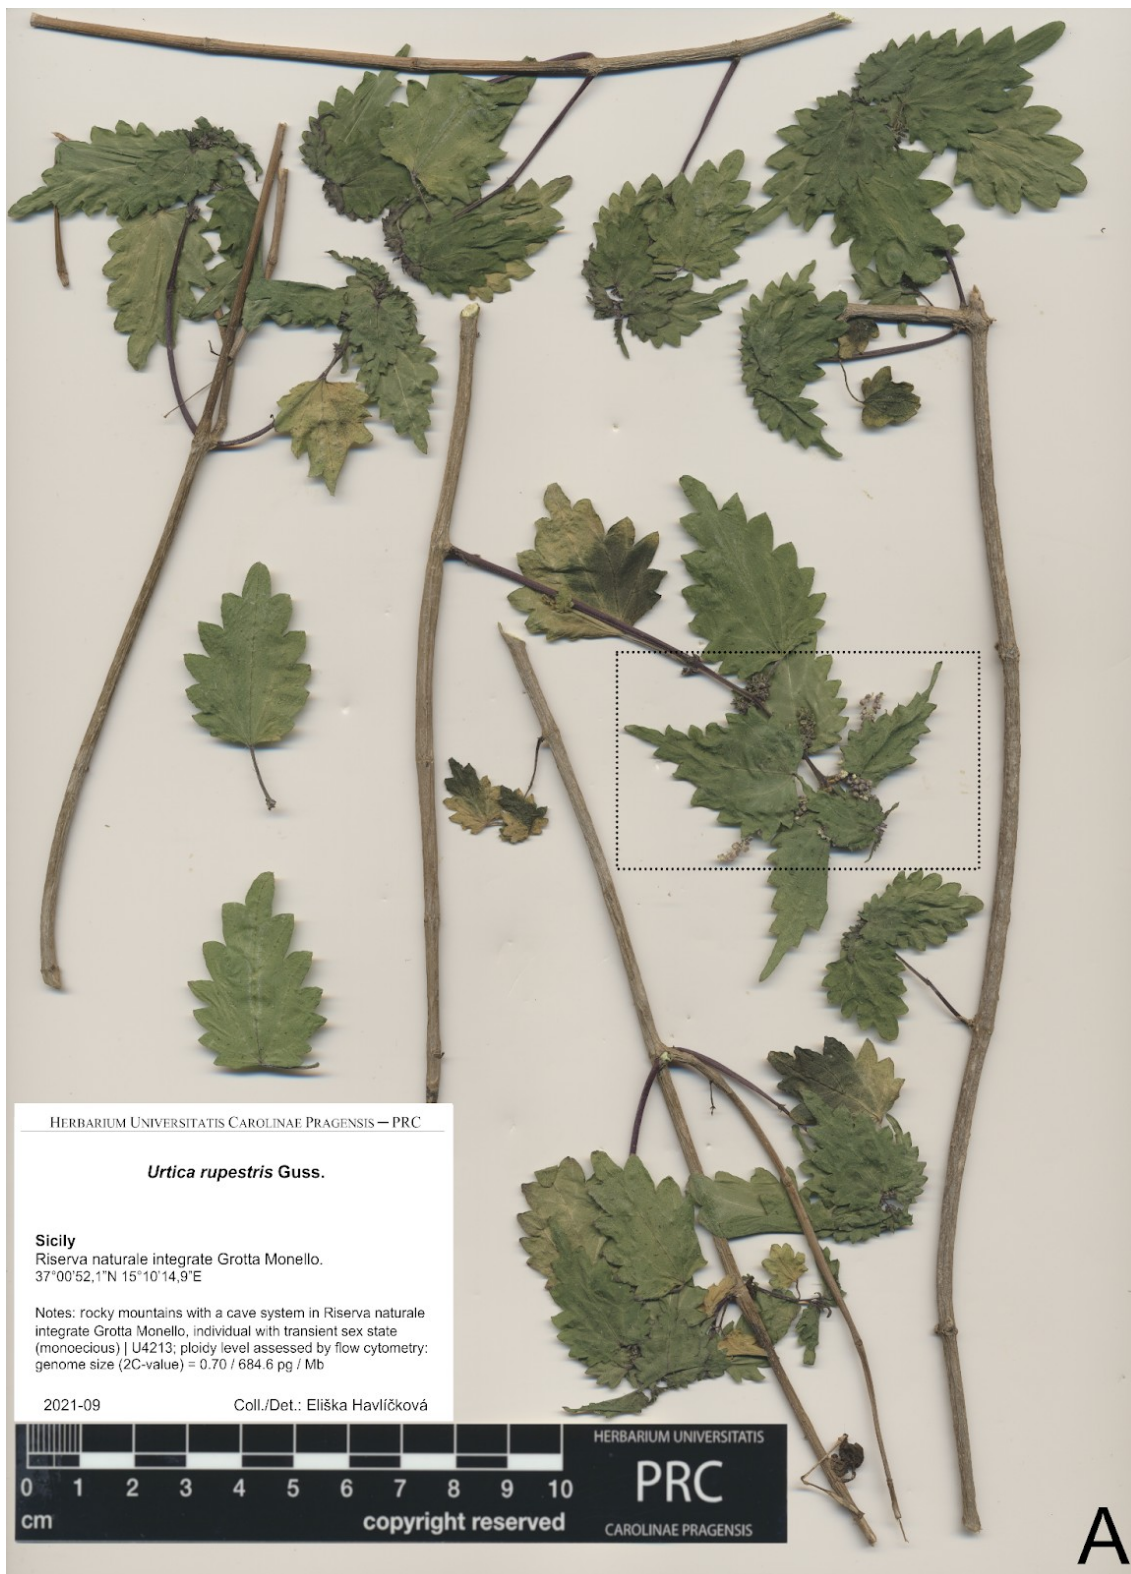 HERBARIUM UNIVERSITATIS CAROLINAE PRAGENSIS — PRC
Urtica rupestris Guss.
Sicily
Riserva naturale integrate Grotta Monello.
37°00'52,1"N 15°10'14,9"E
Notes: rocky mountains with a cave system in Riserva naturale
integrate Grotta Monello, individual with transient sex state
(monoecious) | U4213; ploidy level assessed by flow cytometry:
genome size (2C-value) = 0.70 / 684.6 pg / Mb
2021-09 Coll./Det.: Eliška Havlíčková
0 1 2 3 4 5 6 7 8 9 10
cm copyright reserved
HERBARIUM UNIVERSITATIS
PRC
CAROLINAE PRAGENSIS
A